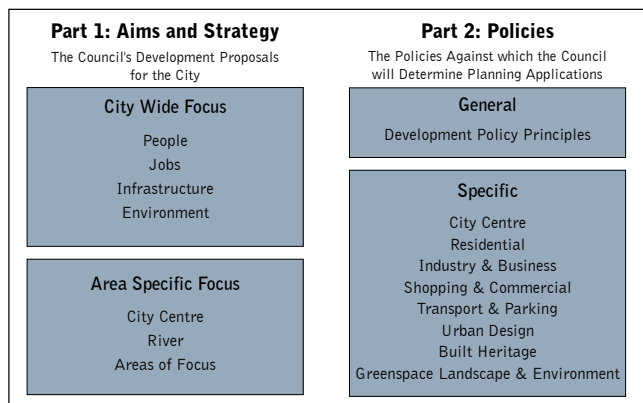 Part 1: Aims and Strategy
The Council's Development Proposals
for the City
City Wide Focus
People
Jobs
Infrastructure
Environment
Area Specific Focus
City Centre
River
Areas of Focus
Part 2: Policies
The Policies Against which the Council
will Determine Planning Applications
General
Development Policy Principles
Specific
City Centre
Residential
Industry & Business
Shopping & Commercial
Transport & Parking
Urban Design
Built Heritage
Greenspace Landscape & Environment